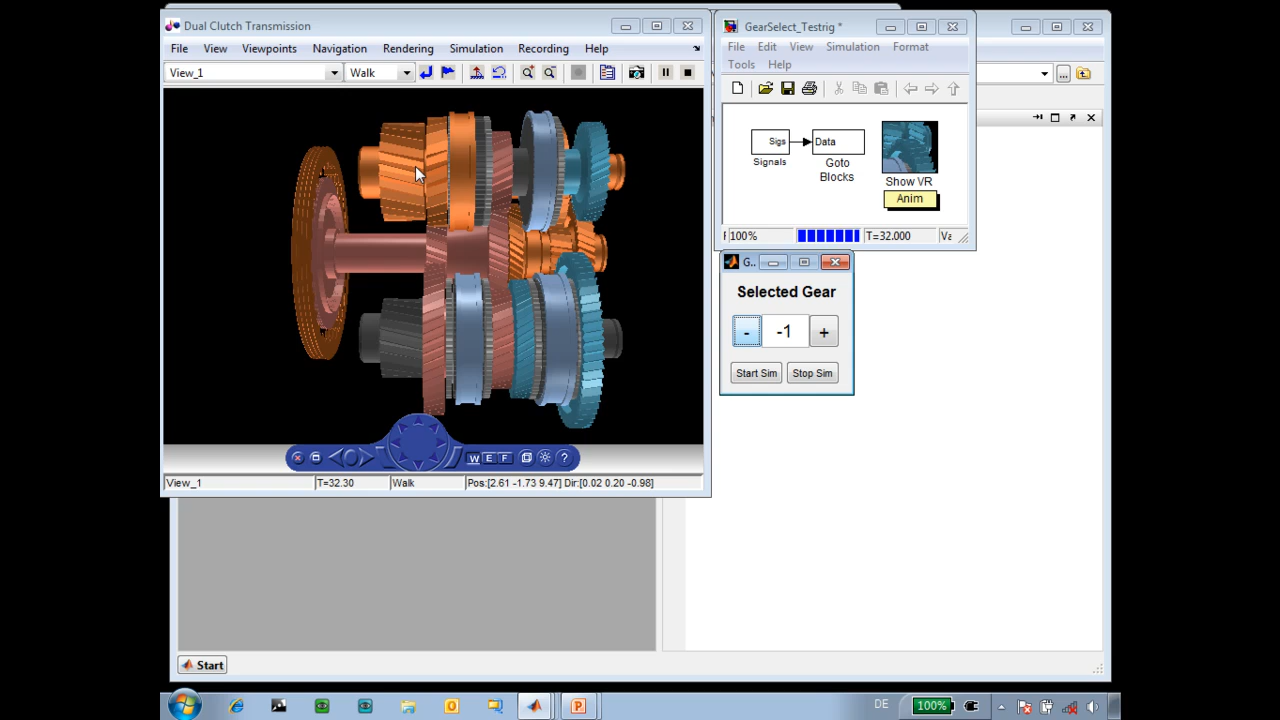 Dual Clutch Transmission
File View Viewpoints Navigation Rendering Simulation Recording Help
View_1 Walk
View_1 T=32.30 Walk Pos:[2.61 -1.73 9.47] Dir:[0.02 0.20 -0.98]
W E F ?
GearSelect_Testrig *
File Edit View Simulation Format
Tools Help
Sigs
Signals
Data
Goto
Blocks
Show VR
Anim
100% T=32.000
G..
Selected Gear
- -1 +
Start Sim Stop Sim
...
Start
DE 100%